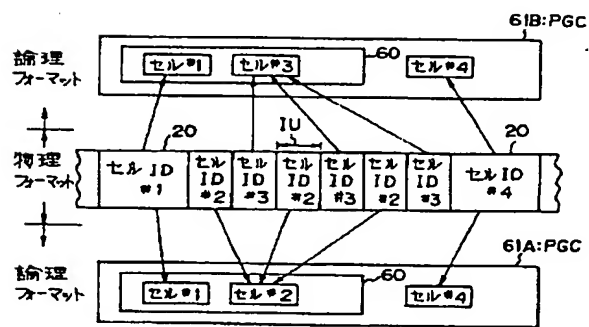 61B:PGC
論理
フォーマット
60
セル#1
セル#3
セル#4
20
IU
20
物理
フォーマット
セル ID
#1
セル
ID
#2
セル
ID
#3
セル
ID
#2
セル
ID
#3
セル
ID
#2
セル
ID
#3
セル ID
#4
61A:PGC
論理
フォーマット
60
セル#1
セル#2
セル#4